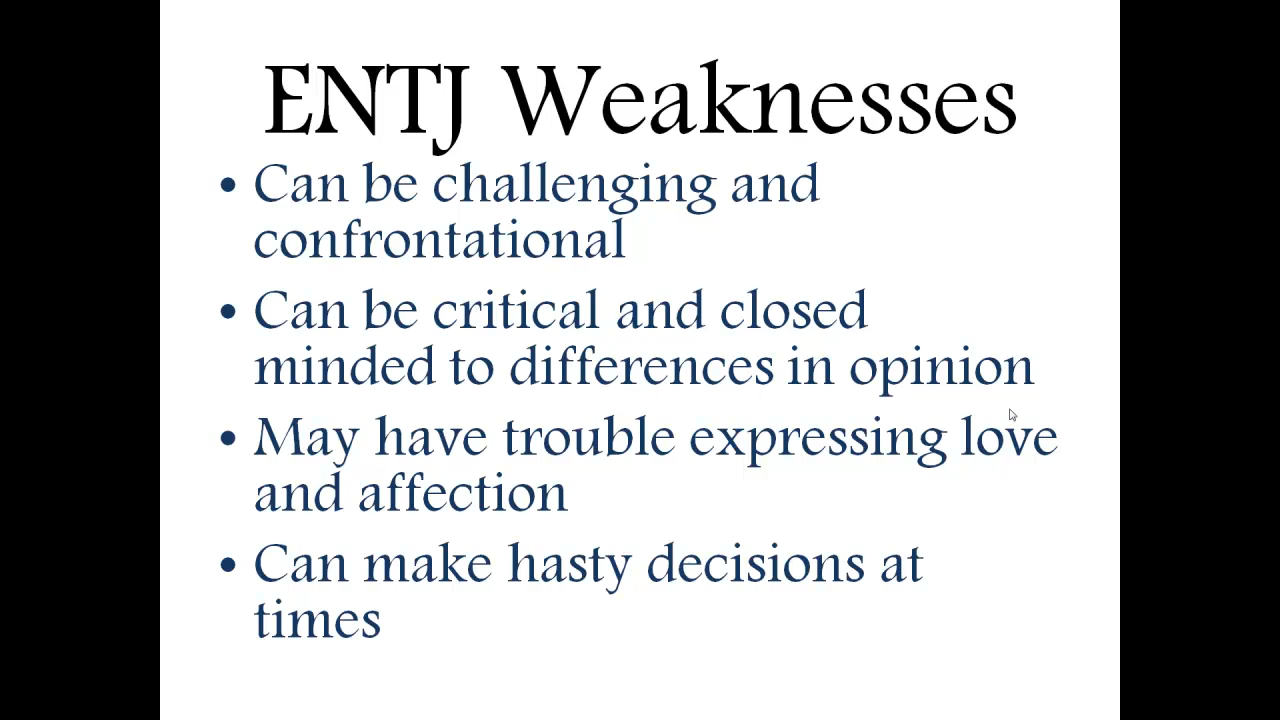 ENTJ Weaknesses
• Can be challenging and
confrontational
• Can be critical and closed
minded to differences in opinion
• May have trouble expressing love
and affection
• Can make hasty decisions at
times